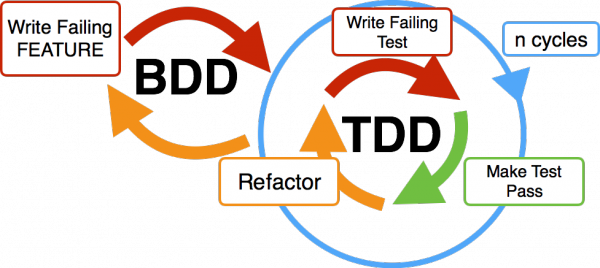 Write Failing
FEATURE
BDD
Write Failing
Test
n cycles
TDD
Refactor
Make Test
Pass